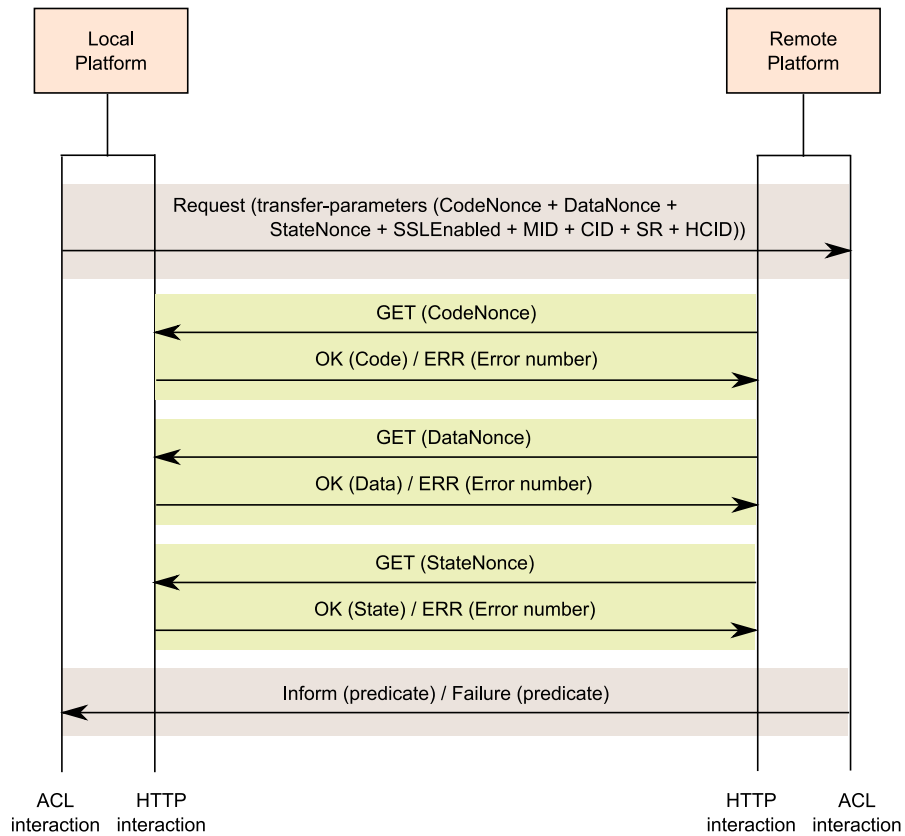 Local
Platform
Remote
Platform
Request (transfer-parameters (CodeNonce + DataNonce +
StateNonce + SSLEnabled + MID + CID + SR + HCID))
GET (CodeNonce)
OK (Code) / ERR (Error number)
GET (DataNonce)
OK (Data) / ERR (Error number)
GET (StateNonce)
OK (State) / ERR (Error number)
Inform (predicate) / Failure (predicate)
ACL
interaction
HTTP
interaction
HTTP
interaction
ACL
interaction